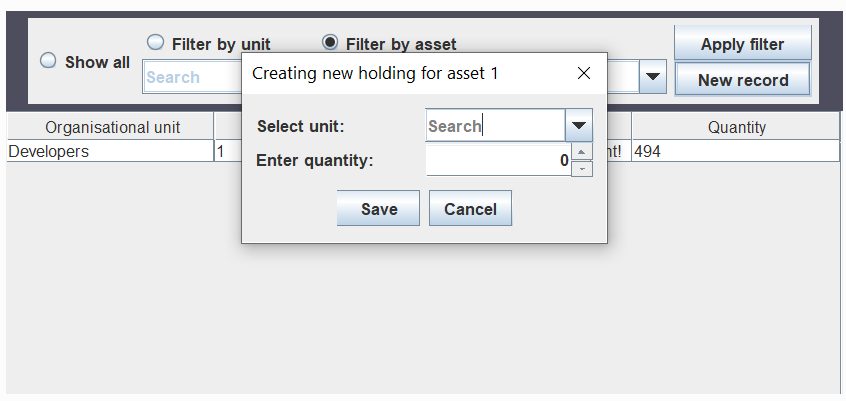 Filter by unit
Filter by asset
Apply filter
Show all
Search
New record
Creating new holding for asset 1
Select unit:
Search
Enter quantity:
0
Save
Cancel
Organisational unit
Quantity
Developers
1
494